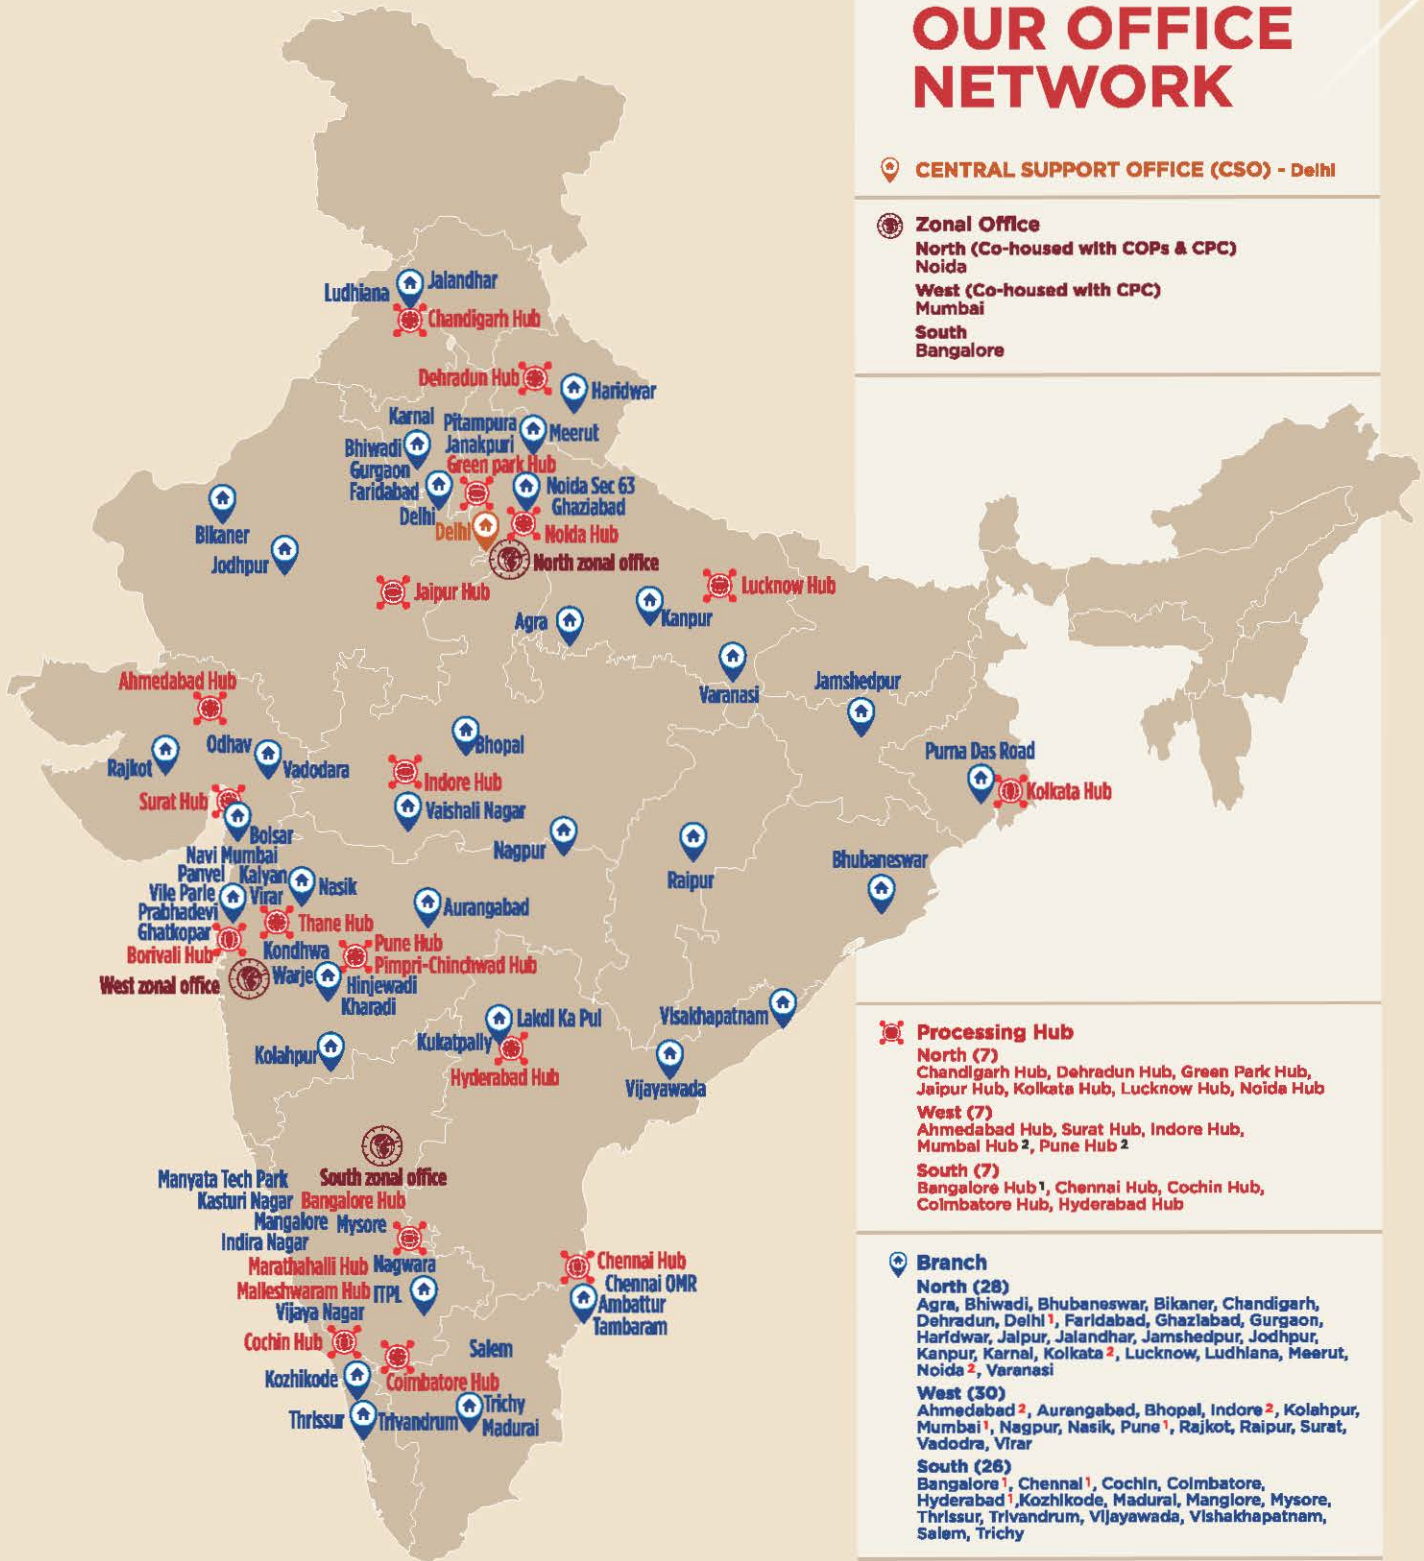 OUR OFFICE
NETWORK
CENTRAL SUPPORT OFFICE (CSO) - Delhi
Zonal Office
North (Co-housed with COPs & CPC)
Noida
West (Co-housed with CPC)
Mumbai
South
Bangalore
Jalandhar
Ludhiana
Chandigarh Hub
Dehradun Hub
Haridwar
Karnal
Pitampura
Meerut
Janakpuri
Bhiwadi
Green park Hub
Gurgaon
Faridabad
Noida Sec 63
Ghaziabad
Delhi
Delhi
Noida Hub
North zonal office
Bikaner
Jodhpur
Jaipur Hub
Lucknow Hub
Agra
Kanpur
Varanasi
Jamshedpur
Ahmedabad Hub
Odhav
Rajkot
Vadodara
Bhopal
Purna Das Road
Kolkata Hub
Indore Hub
Surat Hub
Vaishali Nagar
Bolsar
Nagpur
Raipur
Bhubaneswar
Navi Mumbai
Panvel
Kalyan
Nasik
Vile Parle
Virar
Prabhadevi
Aurangabad
Ghatkopar
Thane Hub
Borivali Hub
Kondhwa
Pune Hub
Pimpri-Chinchwad Hub
West zonal office
Warje
Hinjewadi
Kharadi
Lakdi Ka Pul
Kukatpally
Hyderabad Hub
Visakhapatnam
Vijayawada
Kolahpur
South zonal office
Manyata Tech Park
Kasturi Nagar
Bangalore Hub
Mangalore
Mysore
Indira Nagar
Marathahalli Hub
Nagwara
Malleshwaram Hub
ITPL
Vijaya Nagar
Chennai Hub
Chennai OMR
Ambattur
Tambaram
Cochin Hub
Salem
Coimbatore Hub
Kozhikode
Thrissur
Trivandrum
Trichy
Madurai
Processing Hub
North (7)
Chandigarh Hub, Dehradun Hub, Green Park Hub,
Jaipur Hub, Kolkata Hub, Lucknow Hub, Noida Hub
West (7)
Ahmedabad Hub, Surat Hub, Indore Hub,
Mumbai Hub 2, Pune Hub 2
South (7)
Bangalore Hub 1, Chennai Hub, Cochin Hub,
Coimbatore Hub, Hyderabad Hub
Branch
North (28)
Agra, Bhiwadi, Bhubaneswar, Bikaner, Chandigarh,
Dehradun, Delhi 1, Faridabad, Ghaziabad, Gurgaon,
Haridwar, Jaipur, Jalandhar, Jamshedpur, Jodhpur,
Kanpur, Karnal, Kolkata 2, Lucknow, Ludhiana, Meerut,
Noida 2, Varanasi
West (30)
Ahmedabad 2, Aurangabad, Bhopal, Indore 2, Kolahpur,
Mumbai 1, Nagpur, Nasik, Pune 1, Rajkot, Raipur, Surat,
Vadodra, Virar
South (26)
Bangalore 1, Chennai 1, Cochin, Coimbatore,
Hyderabad 1,Kozhikode, Madurai, Manglore, Mysore,
Thrissur, Trivandrum, Vijayawada, Vishakhapatnam,
Salem, Trichy